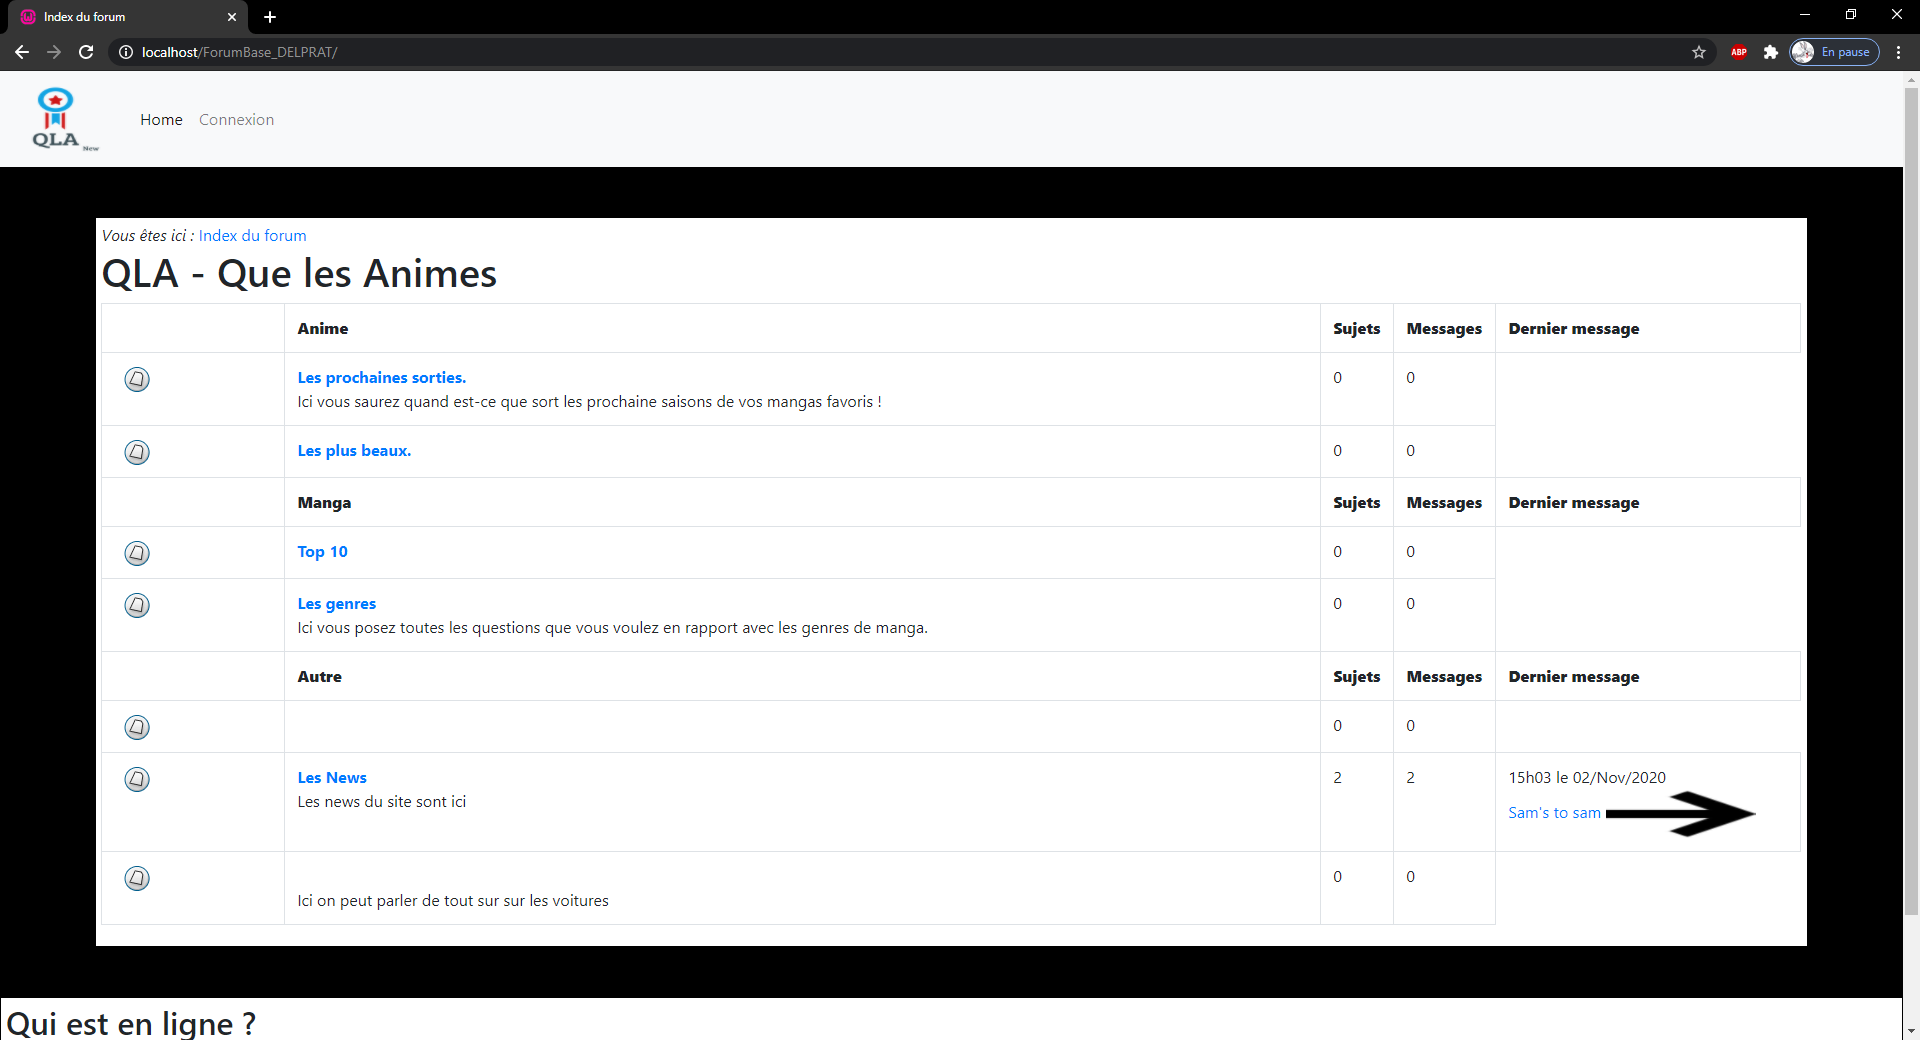 Index du forum
localhost/ForumBase_DELPRAT/
ABP
En pause
QLA New
Home Connexion
Vous êtes ici : Index du forum
QLA - Que les Animes
Anime Sujets Messages Dernier message
Les prochaines sorties. 0 0
Ici vous saurez quand est-ce que sort les prochaine saisons de vos mangas favoris !
Les plus beaux. 0 0
Manga Sujets Messages Dernier message
Top 10 0 0
Les genres 0 0
Ici vous posez toutes les questions que vous voulez en rapport avec les genres de manga.
Autre Sujets Messages Dernier message
0 0
Les News 2 2 15h03 le 02/Nov/2020
Les news du site sont ici
Sam's to sam
0 0
Ici on peut parler de tout sur sur les voitures
Qui est en ligne ?